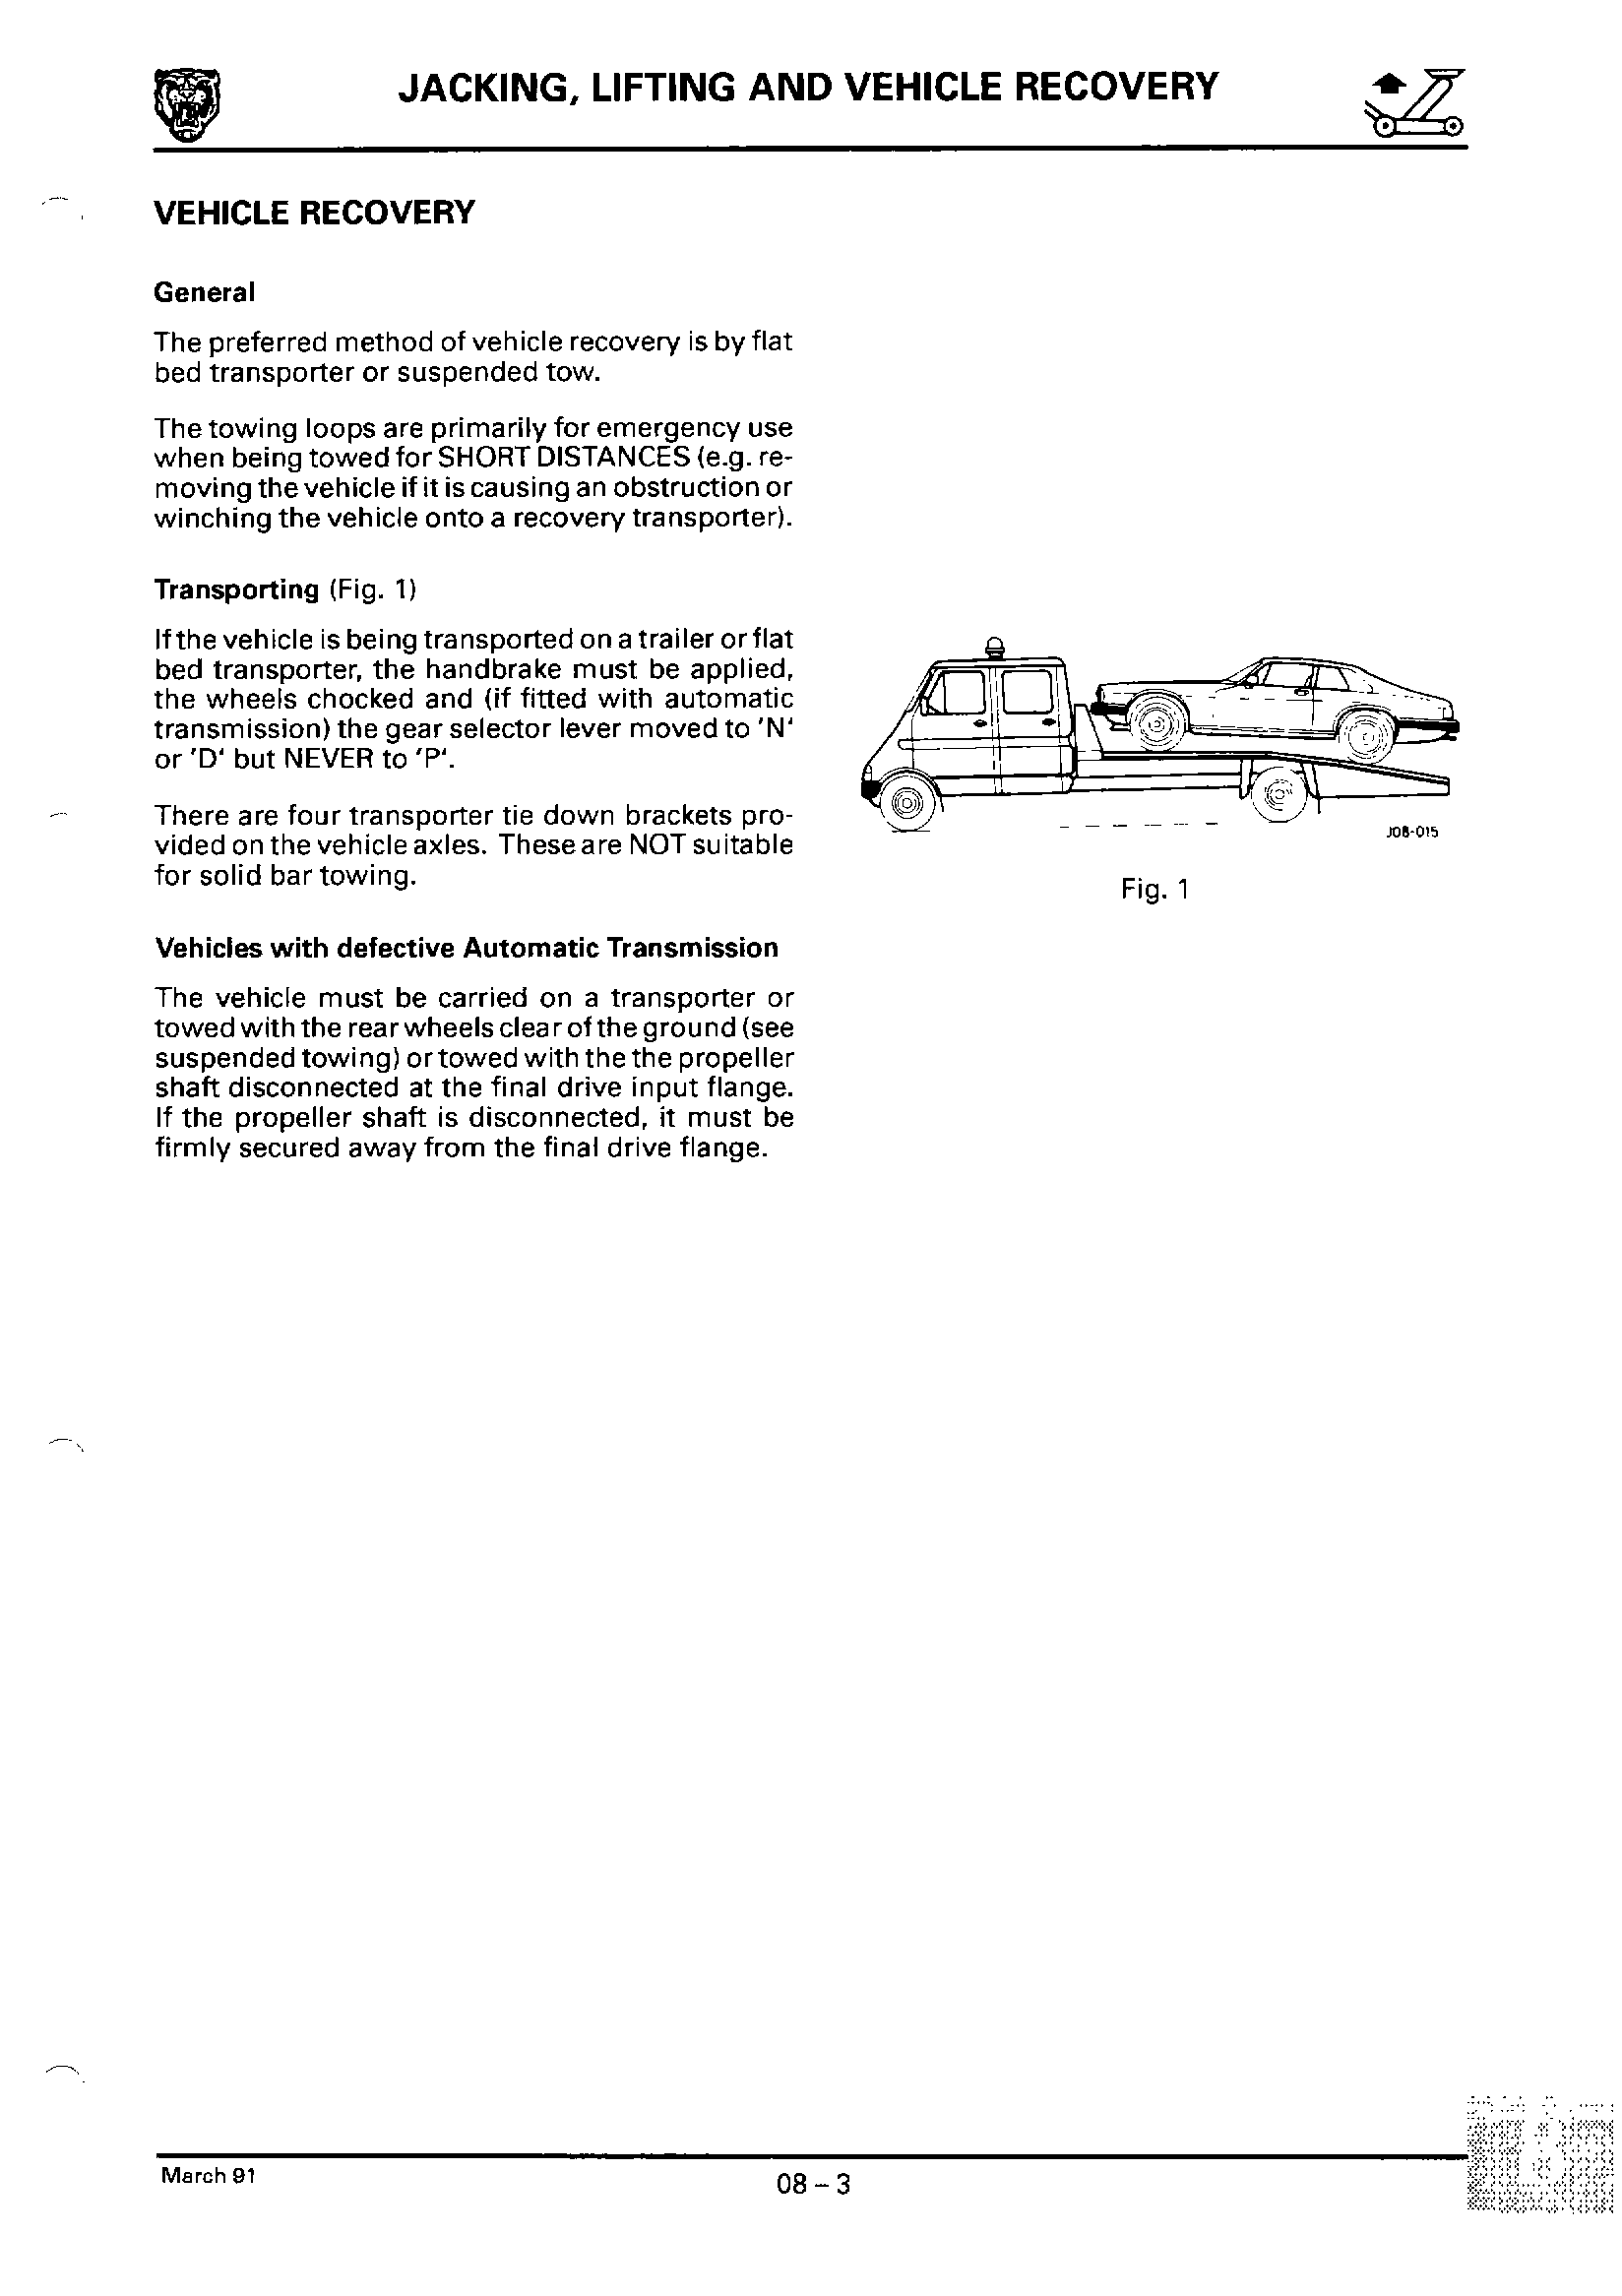 JACKING, LIFTING AND VEHICLE RECOVERY
VEHICLE RECOVERY
General
The preferred method of vehicle recovery is by flat
bed transporter or suspended tow.
The towing loops are primarily for emergency use
when being towed for SHORT DISTANCES (e.g. re-
moving the vehicle if it is causing an obstruction or
winching the vehicle onto a recovery transporter).
Transporting (Fig. 1)
If the vehicle is being transported on a trailer or flat
bed transporter, the handbrake must be applied,
the wheels chocked and (if fitted with automatic
transmission) the gear selector lever moved to 'N'
or 'D' but NEVER to 'P'.
There are four transporter tie down brackets pro-
vided on the vehicle axles. These are NOT suitable
for solid bar towing.
J08-015
Fig. 1
Vehicles with defective Automatic Transmission
The vehicle must be carried on a transporter or
towed with the rear wheels clear of the ground (see
suspended towing) or towed with the the propeller
shaft disconnected at the final drive input flange.
If the propeller shaft is disconnected, it must be
firmly secured away from the final drive flange.
March 91
08 – 3